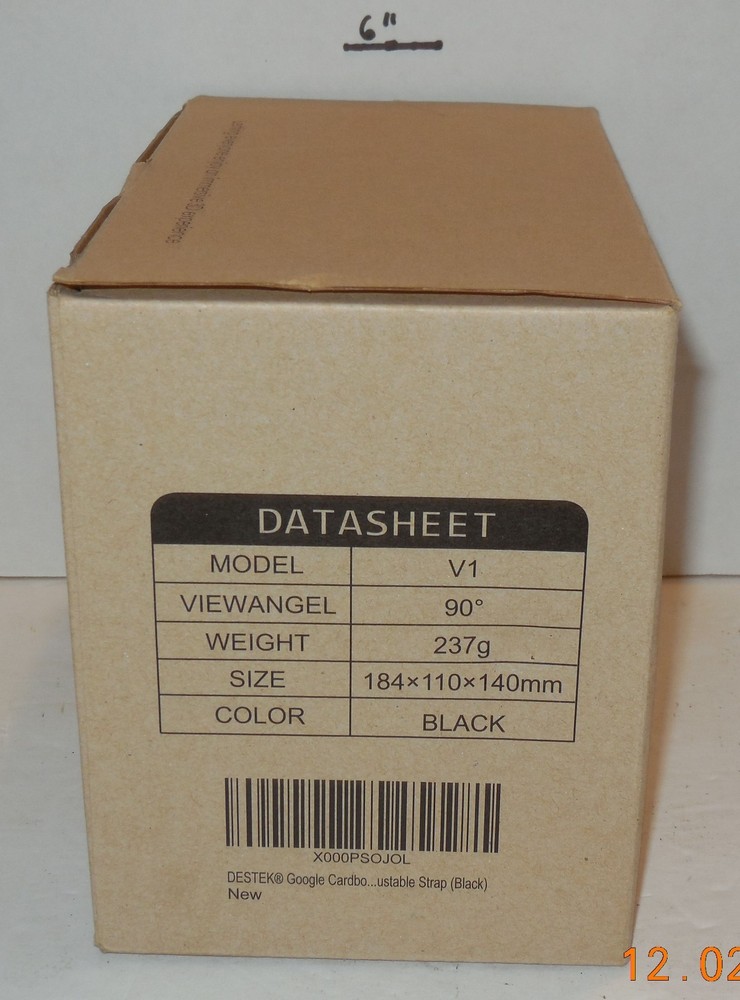 6"
DATASHEET
MODEL V1
VIEWANGEL 90°
WEIGHT 237g
SIZE 184×110×140mm
COLOR BLACK
X000PSOJOL
DESTEK® Google Cardbo...ustable Strap (Black)
New
12.02